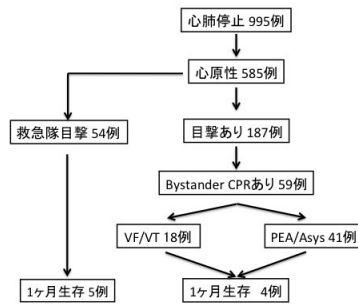 心肺停止 995例
心原性 585例
救急隊目撃 54例
目撃あり 187例
Bystander CPRあり 59例
VF/VT 18例
PEA/Asys 41例
1ヶ月生存 5例
1ヶ月生存 4例